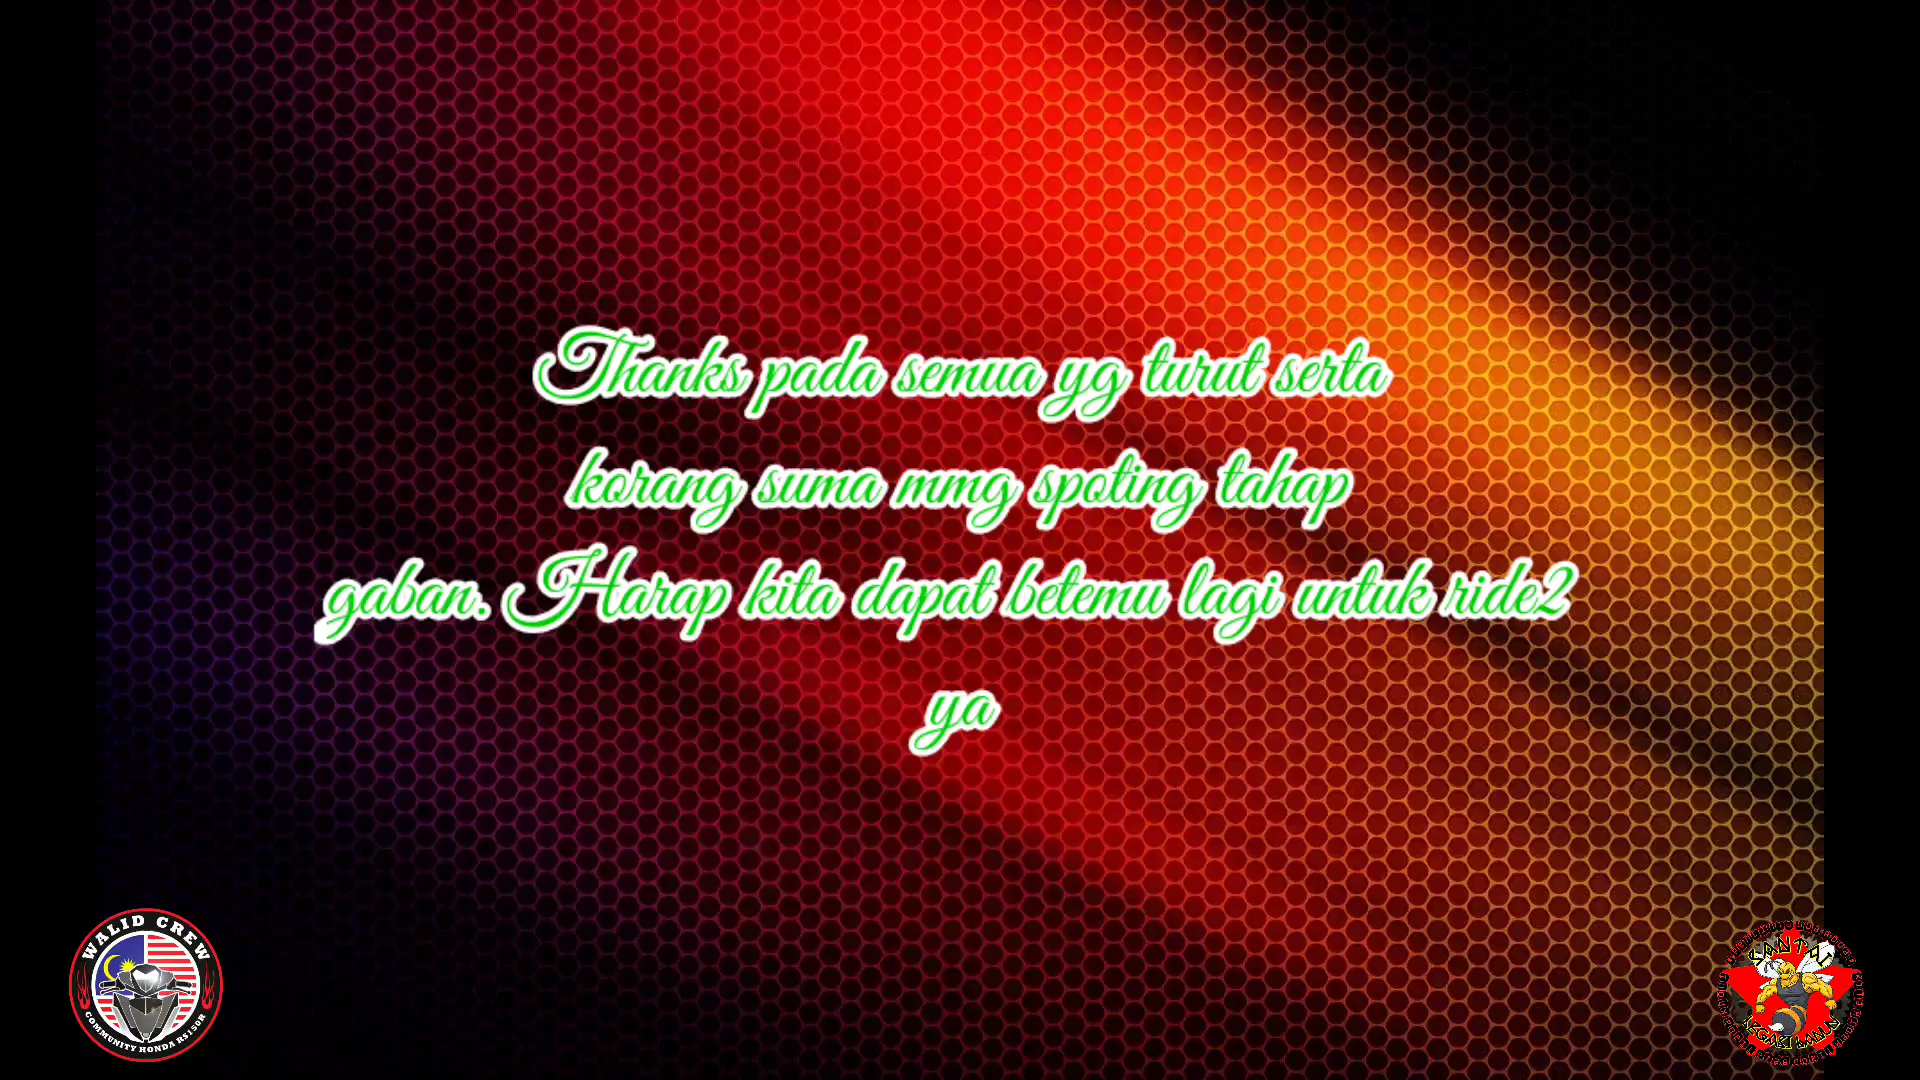 Thanks pada semua yg turut serta
korang suma mmg spoting tahap
gaban. Harap kita dapat betemu lagi untuk ride2
ya
WALID CREW
COMMUNITY HONDA RS150R
SANTAI